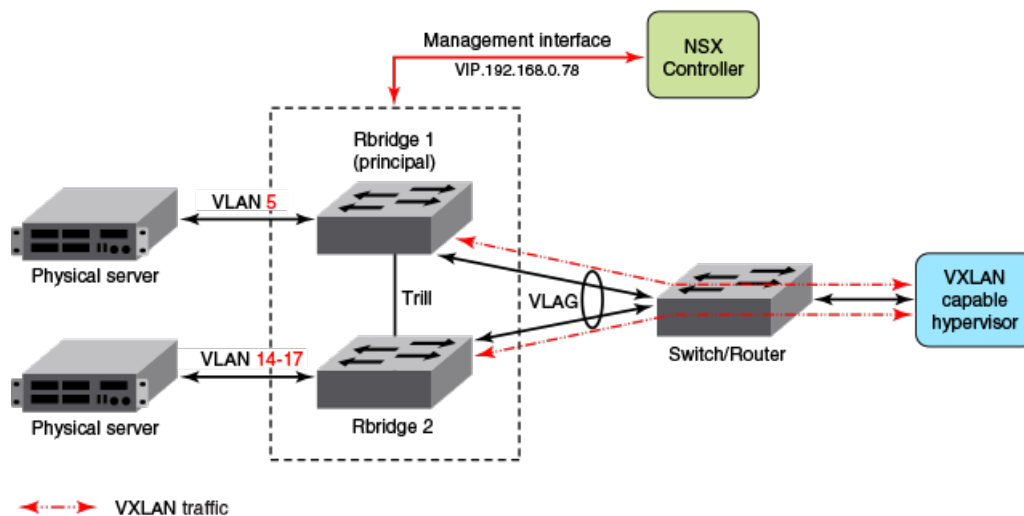 Management interface
VIP.192.168.0.78
NSX
Controller
Rbridge 1
(principal)
VLAN 5
Physical server
Trill
VLAG
VXLAN
capable
hypervisor
Switch/Router
VLAN 14-17
Physical server
Rbridge 2
VXLAN traffic